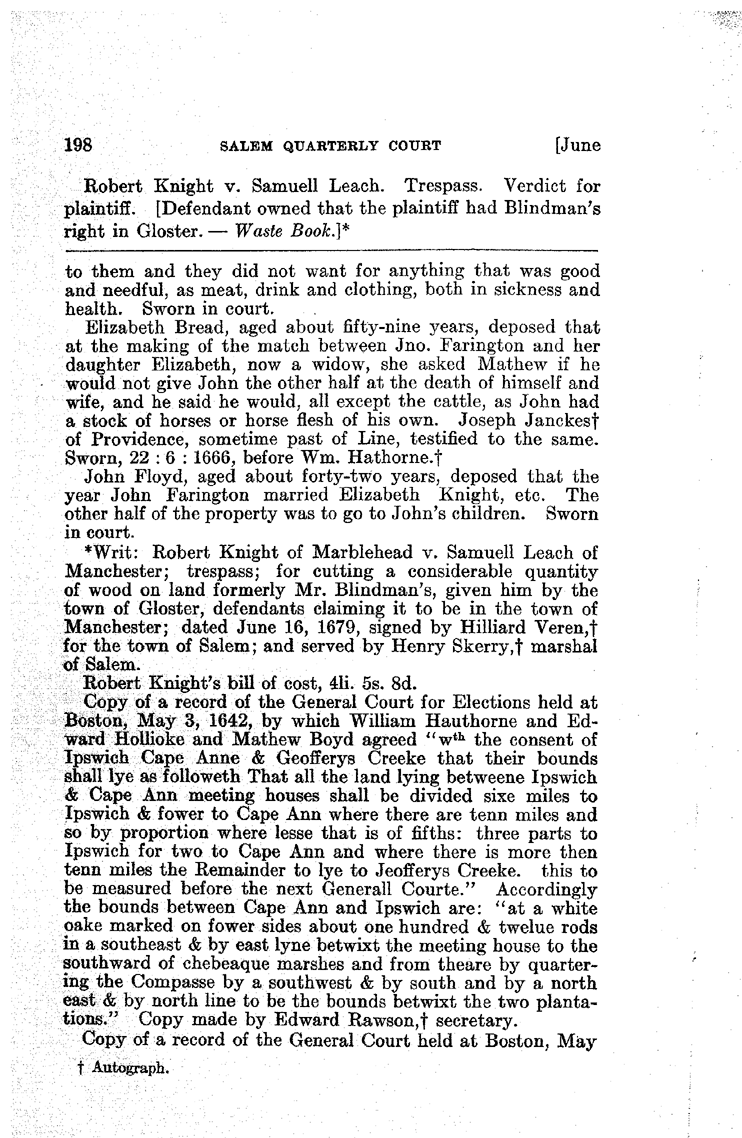 198 SALEM QUARTERLY COURT [June
Robert Knight v. Samuell Leach. Trespass. Verdict for
plaintiff. [Defendant owned that the plaintiff had Blindman's
right in Gloster. — Waste Book.]*
to them and they did not want for anything that was good
and needful, as meat, drink and clothing, both in sickness and
health. Sworn in court.
Elizabeth Bread, aged about fifty-nine years, deposed that
at the making of the match between Jno. Farington and her
daughter Elizabeth, now a widow, she asked Mathew if he
would not give John the other half at the death of himself and
wife, and he said he would, all except the cattle, as John had
a stock of horses or horse flesh of his own. Joseph Janckes†
of Providence, sometime past of Line, testified to the same.
Sworn, 22 : 6 : 1666, before Wm. Hathorne.†
John Floyd, aged about forty-two years, deposed that the
year John Farington married Elizabeth Knight, etc. The
other half of the property was to go to John's children. Sworn
in court.
*Writ: Robert Knight of Marblehead v. Samuell Leach of
Manchester; trespass; for cutting a considerable quantity
of wood on land formerly Mr. Blindman's, given him by the
town of Gloster, defendants claiming it to be in the town of
Manchester; dated June 16, 1679, signed by Hilliard Veren,†
for the town of Salem; and served by Henry Skerry,† marshal
of Salem.
Robert Knight's bill of cost, 4li. 5s. 8d.
Copy of a record of the General Court for Elections held at
Boston, May 3, 1642, by which William Hauthorne and Ed-
ward Hollioke and Mathew Boyd agreed "wth the consent of
Ipswich Cape Anne & Geofferys Creeke that their bounds
shall lye as followeth That all the land lying betweene Ipswich
& Cape Ann meeting houses shall be divided sixe miles to
Ipswich & fower to Cape Ann where there are tenn miles and
so by proportion where lesse that is of fifths: three parts to
Ipswich for two to Cape Ann and where there is more then
tenn miles the Remainder to lye to Jeofferys Creeke. this to
be measured before the next Generall Courte." Accordingly
the bounds between Cape Ann and Ipswich are: "at a white
oake marked on fower sides about one hundred & twelue rods
in a southeast & by east lyne betwixt the meeting house to the
southward of chebeaque marshes and from theare by quarter-
ing the Compasse by a southwest & by south and by a north
east & by north line to be the bounds betwixt the two planta-
tions." Copy made by Edward Rawson,† secretary.
Copy of a record of the General Court held at Boston, May
† Autograph.